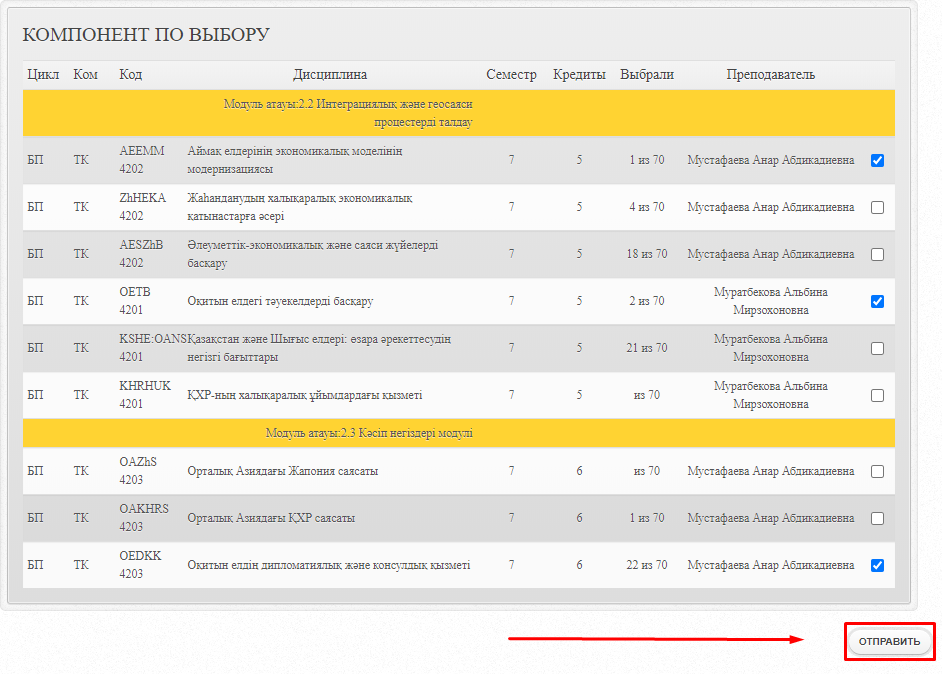 КОМПОНЕНТ ПО ВЫБОРУ
Цикл Ком Код Дисциплина Семестр Кредиты Выбрали Преподаватель
Модуль атауы:2.2 Интеграциялық және геосаяси
процестерді талдау
БП ТК AEEMM 4202 Аймақ елдерінің экономикалық моделінің модернизациясы 7 5 1 из 70 Мустафаева Анар Абдикадиевна
БП ТК ZhHEKA 4202 Жаһанданудың халықаралық экономикалық қатынастарға әсері 7 5 4 из 70 Мустафаева Анар Абдикадиевна
БП ТК AESZhB 4202 Әлеуметтік-экономикалық және саяси жүйелерді басқару 7 5 18 из 70 Мустафаева Анар Абдикадиевна
БП ТК OETB 4201 Оқитын елдегі тәуекелдерді басқару 7 5 2 из 70 Муратбекова Альбина Мирзохоновна
БП ТК KSHE:OANS 4201 Қазақстан және Шығыс елдері: өзара әрекеттесудің негізгі бағыттары 7 5 21 из 70 Муратбекова Альбина Мирзохоновна
БП ТК KHRHUK 4201 ҚХР-ның халықаралық ұйымдардағы қызметі 7 5 из 70 Муратбекова Альбина Мирзохоновна
Модуль атауы:2.3 Кәсіп негіздері модулі
БП ТК OAZhS 4203 Орталық Азиядағы Жапония саясаты 7 6 из 70 Мустафаева Анар Абдикадиевна
БП ТК OAKHRS 4203 Орталық Азиядағы ҚХР саясаты 7 6 1 из 70 Мустафаева Анар Абдикадиевна
БП ТК OEDKK 4203 Оқитын елдің дипломатиялық және консулдық қызметі 7 6 22 из 70 Мустафаева Анар Абдикадиевна
ОТПРАВИТЬ